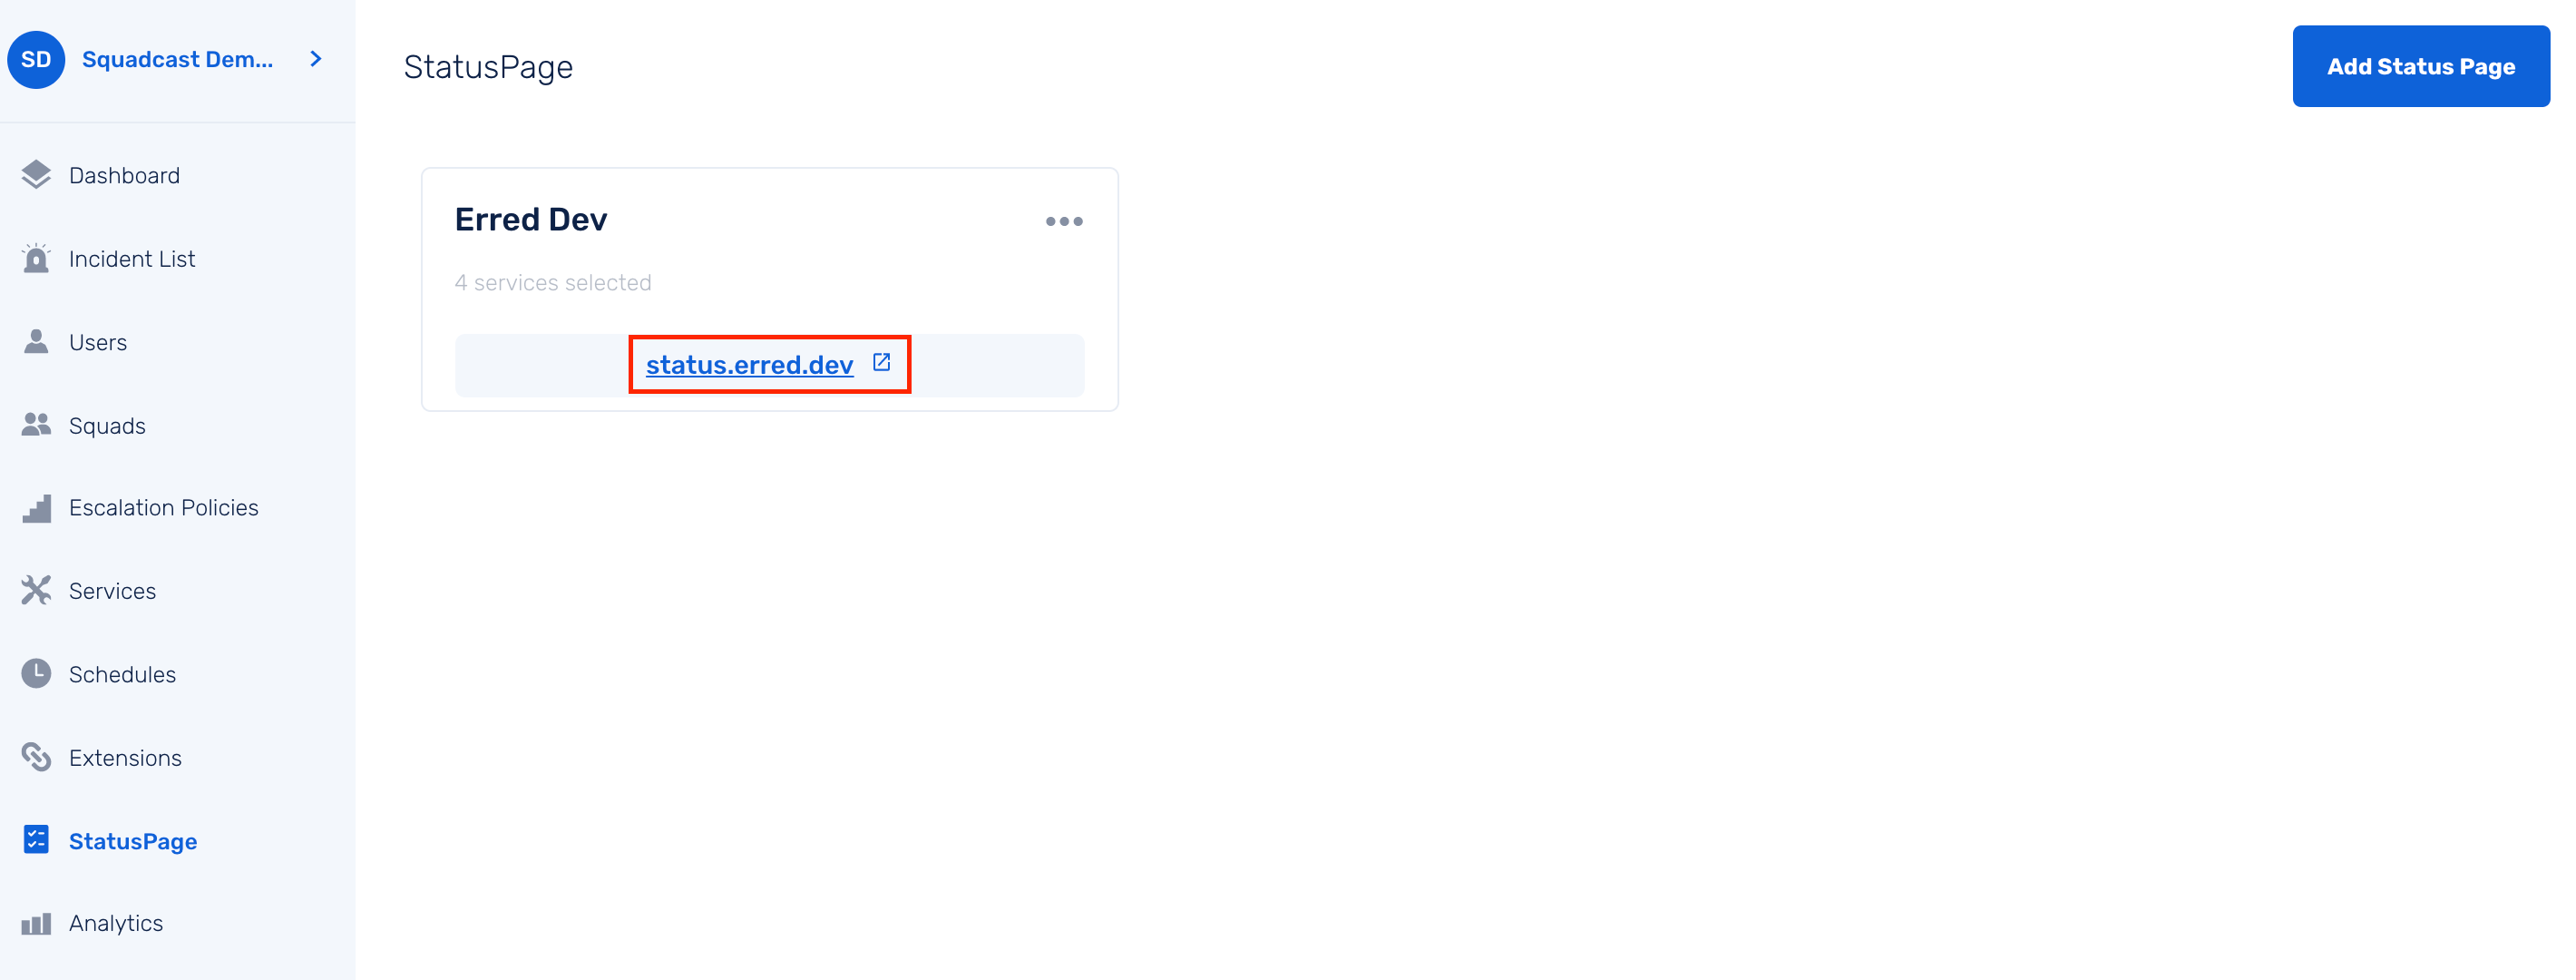 SD
Squadcast Dem...
Dashboard
Incident List
Users
Squads
Escalation Policies
Services
Schedules
Extensions
StatusPage
Analytics
StatusPage
Add Status Page
Erred Dev
4 services selected
status.erred.dev